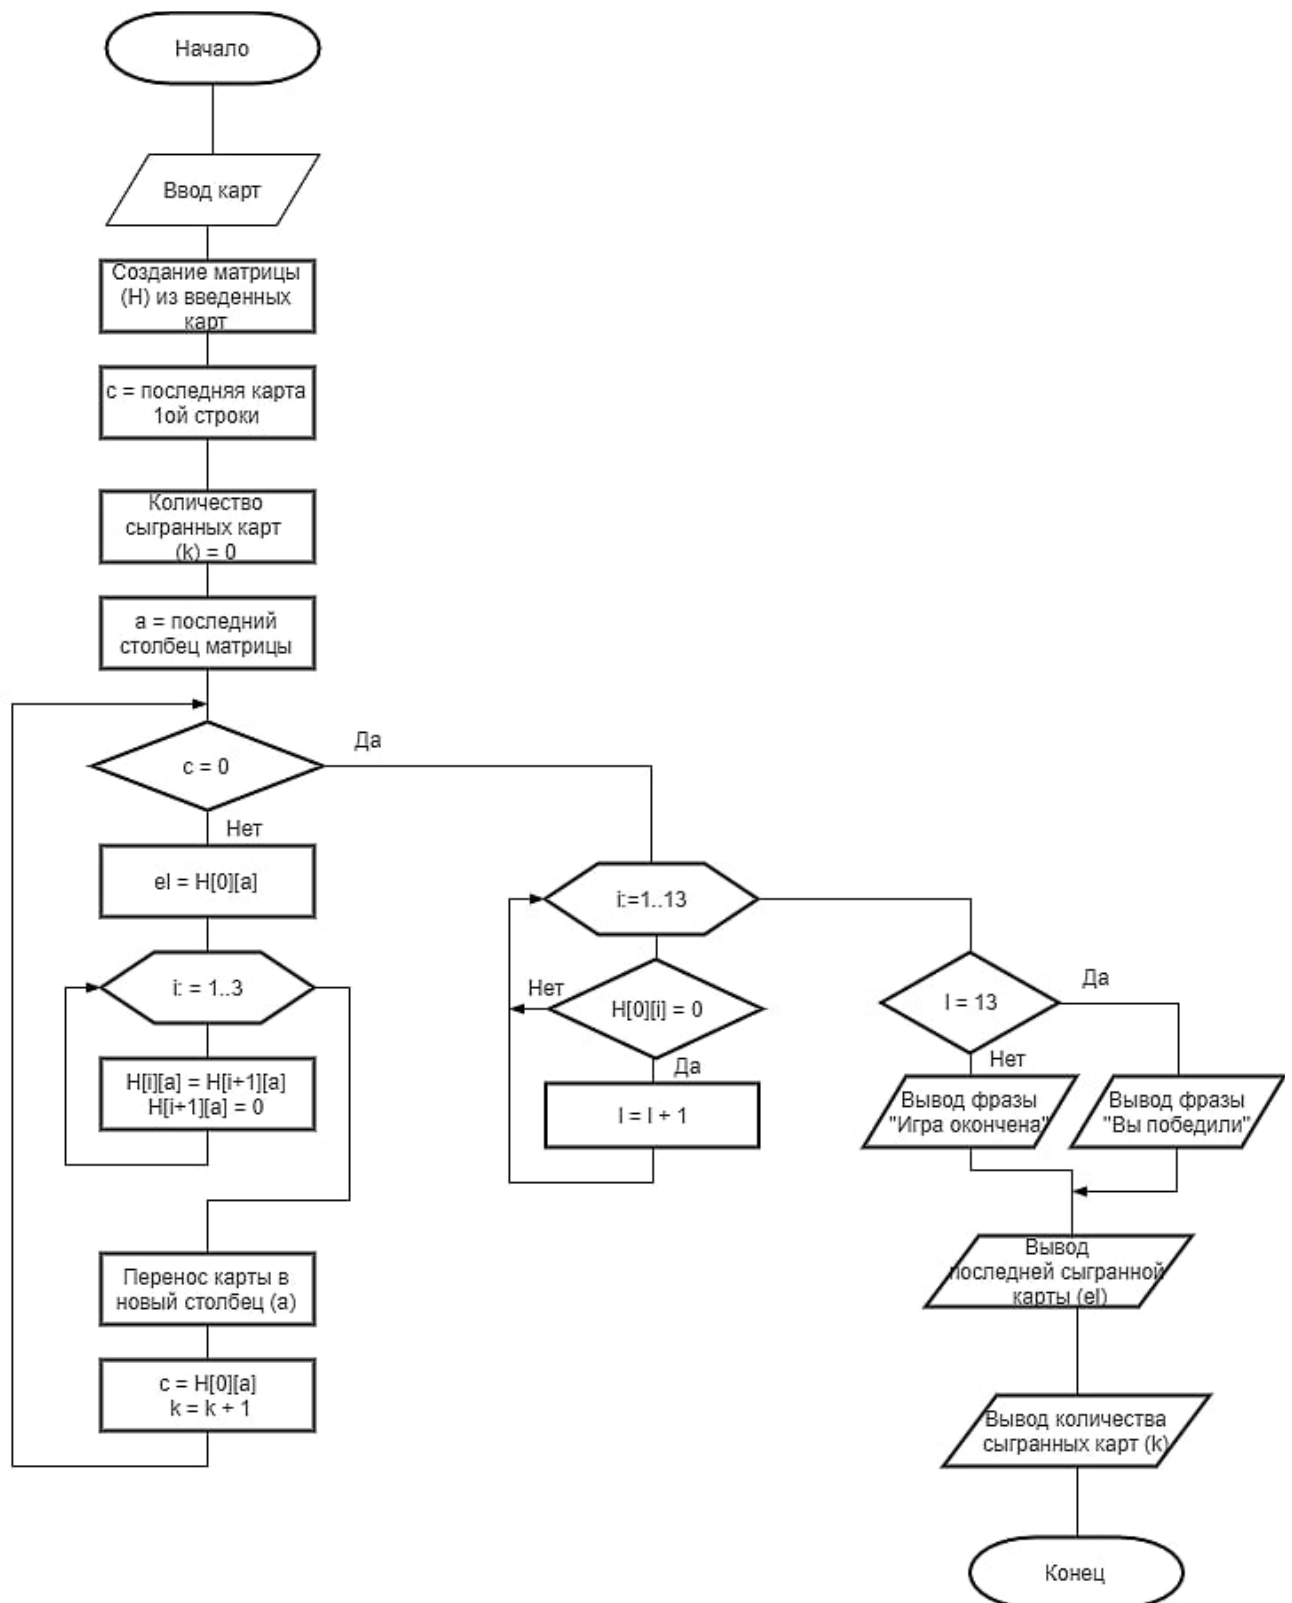 Начало
Ввод карт
Создание матрицы
(H) из введенных
карт
c = последняя карта
1ой строки
Количество
сыгранных карт
(k) = 0
a = последний
столбец матрицы
c = 0
Да
Нет
el = H[0][a]
i: = 1..3
H[i][a] = H[i+1][a]
H[i+1][a] = 0
Перенос карты в
новый столбец (a)
c = H[0][a]
k = k + 1
i:=1..13
Нет
H[0][i] = 0
Да
l = l + 1
l = 13
Да
Нет
Вывод фразы
"Игра окончена"
Вывод фразы
"Вы победили"
Вывод
последней сыгранной
карты (el)
Вывод количества
сыгранных карт (k)
Конец